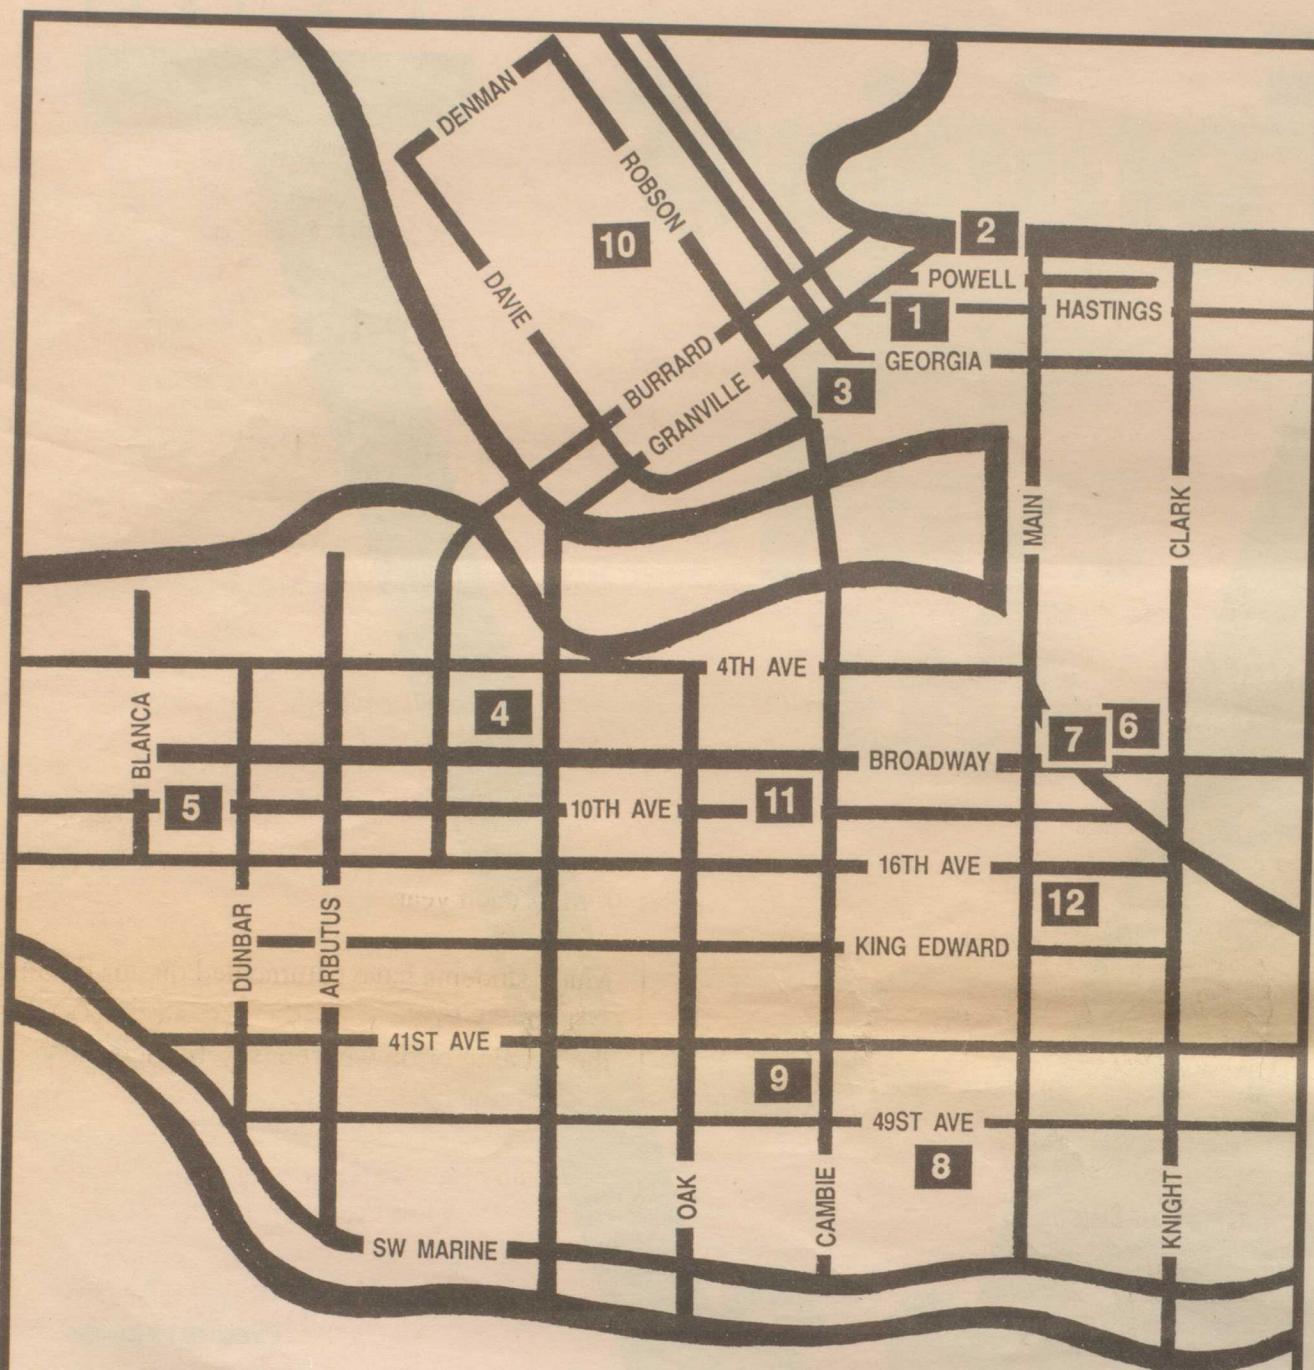 DENMAN
ROBSON
10
2
DAVIE
POWELL
1
HASTINGS
BURRARD
GEORGIA
3
GRANVILLE
MAIN
CLARK
4TH AVE
4
BLANCA
7
6
BROADWAY
5
10TH AVE
11
16TH AVE
12
DUNBAR
ARBUTUS
KING EDWARD
41ST AVE
9
49ST AVE
8
OAK
CAMBIE
KNIGHT
SW MARINE